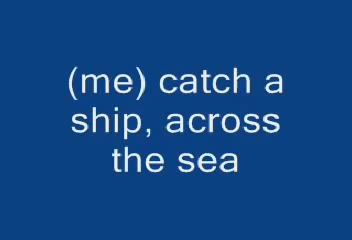 (me) catch a
ship, across
the sea